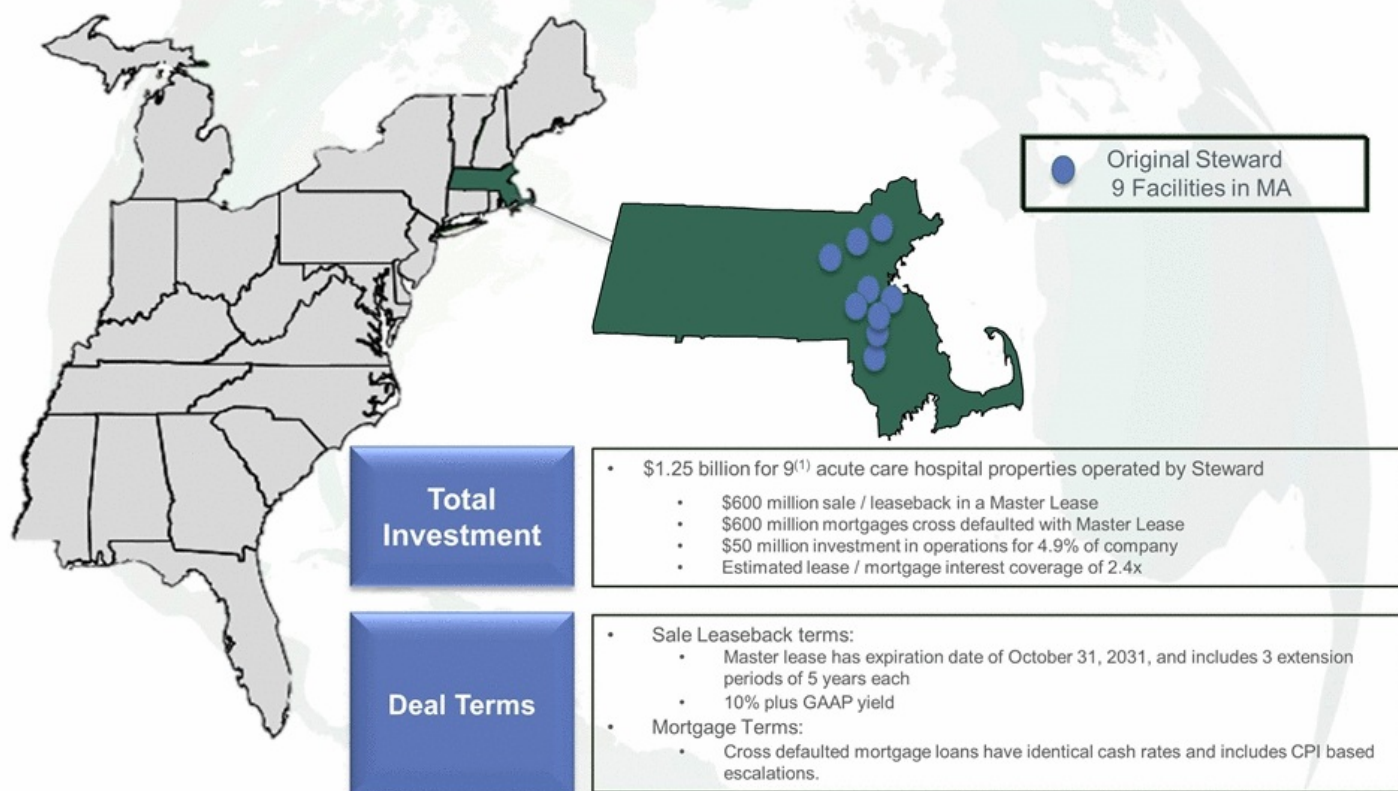 Original Steward
9 Facilities in MA
Total
Investment
• $1.25 billion for 9(1) acute care hospital properties operated by Steward
• $600 million sale / leaseback in a Master Lease
• $600 million mortgages cross defaulted with Master Lease
• $50 million investment in operations for 4.9% of company
• Estimated lease / mortgage interest coverage of 2.4x
Deal Terms
• Sale Leaseback terms:
• Master lease has expiration date of October 31, 2031, and includes 3 extension
periods of 5 years each
• 10% plus GAAP yield
• Mortgage Terms:
• Cross defaulted mortgage loans have identical cash rates and includes CPI based
escalations.